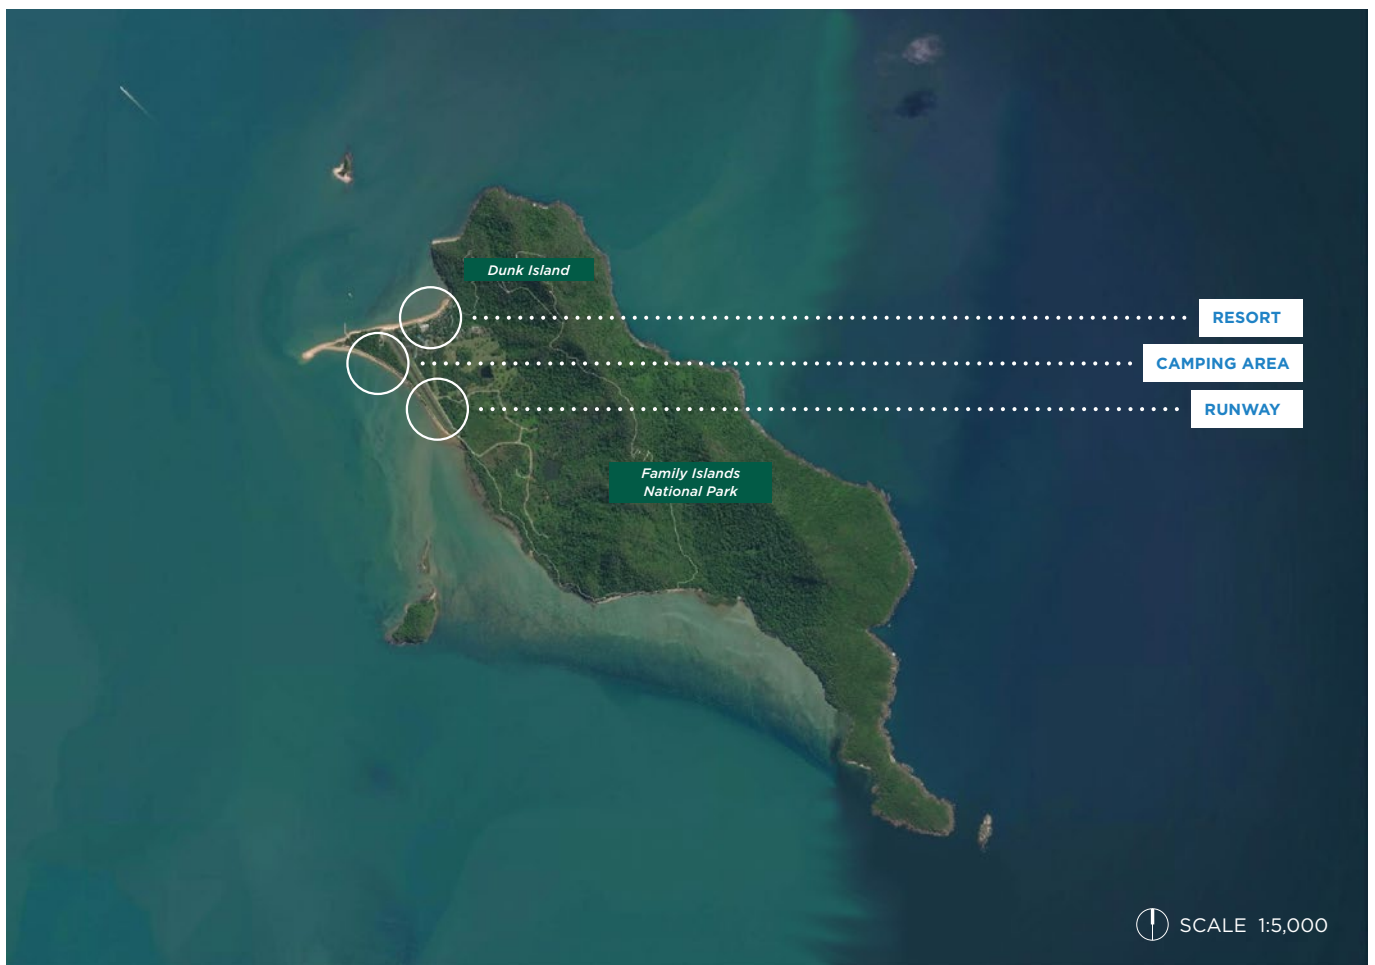 Dunk Island
RESORT
CAMPING AREA
RUNWAY
Family Islands
National Park
SCALE 1:5,000